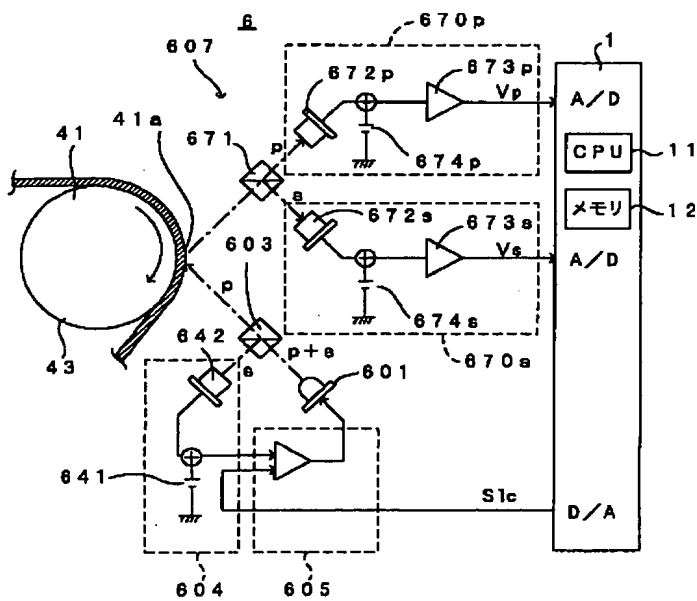 6
607
670p
672p
673p
1
Vp
A/D
41a
671
p
674p
CPU
11
41
メモリ
12
s
672s
673s
603
Vs
A/D
p
674s
642
43
s
p+s
601
670s
641
Slc
D/A
604
605